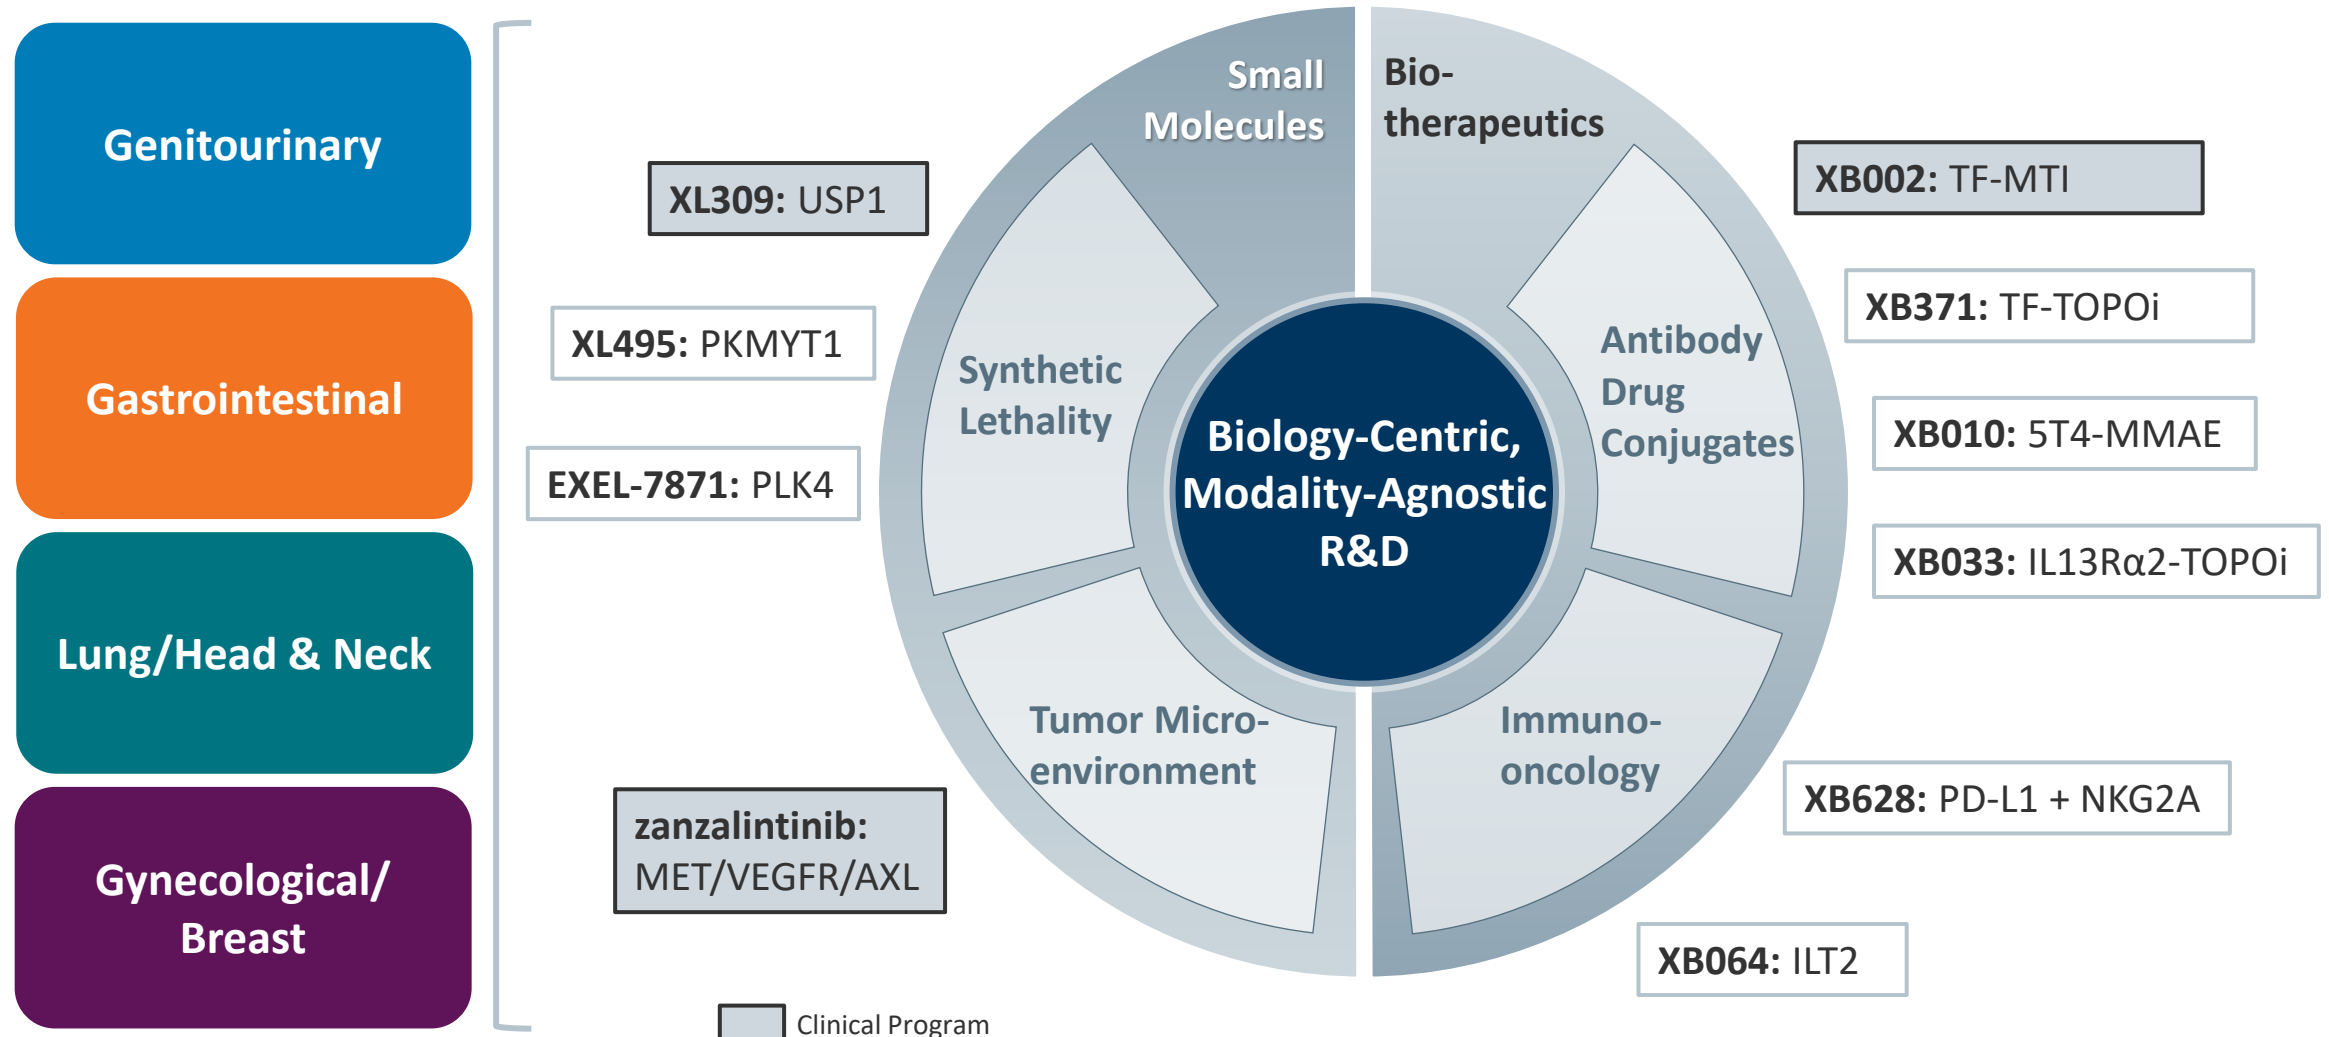 Genitourinary
Gastrointestinal
Lung/Head & Neck
Gynecological/
Breast
Small
Molecules
Bio-
therapeutics
XL309: USP1
XL495: PKMYT1
EXEL-7871: PLK4
zanzalintinib:
MET/VEGFR/AXL
Synthetic
Lethality
Tumor Micro-
environment
Biology-Centric,
Modality-Agnostic
R&D
Antibody
Drug
Conjugates
Immuno-
oncology
XB002: TF-MTI
XB371: TF-TOPOi
XB010: 5T4-MMAE
XB033: IL13Rα2-TOPOi
XB628: PD-L1 + NKG2A
XB064: ILT2
Clinical Program